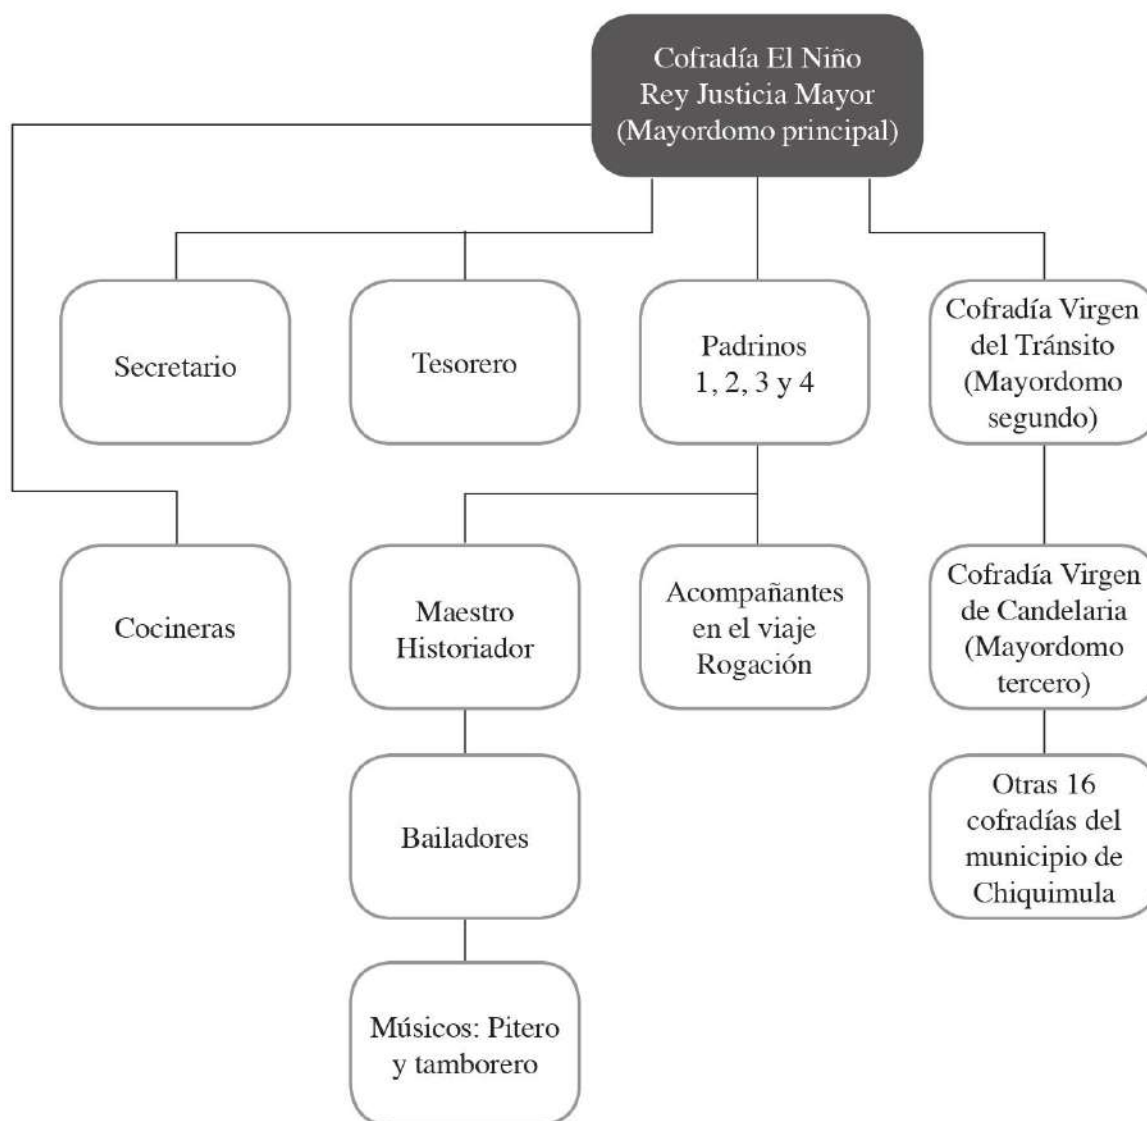 Cofradía El Niño
Rey Justicia Mayor
(Mayordomo principal)
Secretario
Tesorero
Padrinos
1, 2, 3 y 4
Cofradía Virgen
del Tránsito
(Mayordomo
segundo)
Cocineras
Maestro
Historiador
Acompañantes
en el viaje
Rogación
Cofradía Virgen
de Candelaria
(Mayordomo
tercero)
Bailadores
Otras 16
cofradías del
municipio de
Chiquimula
Músicos: Pitero
y tamborero